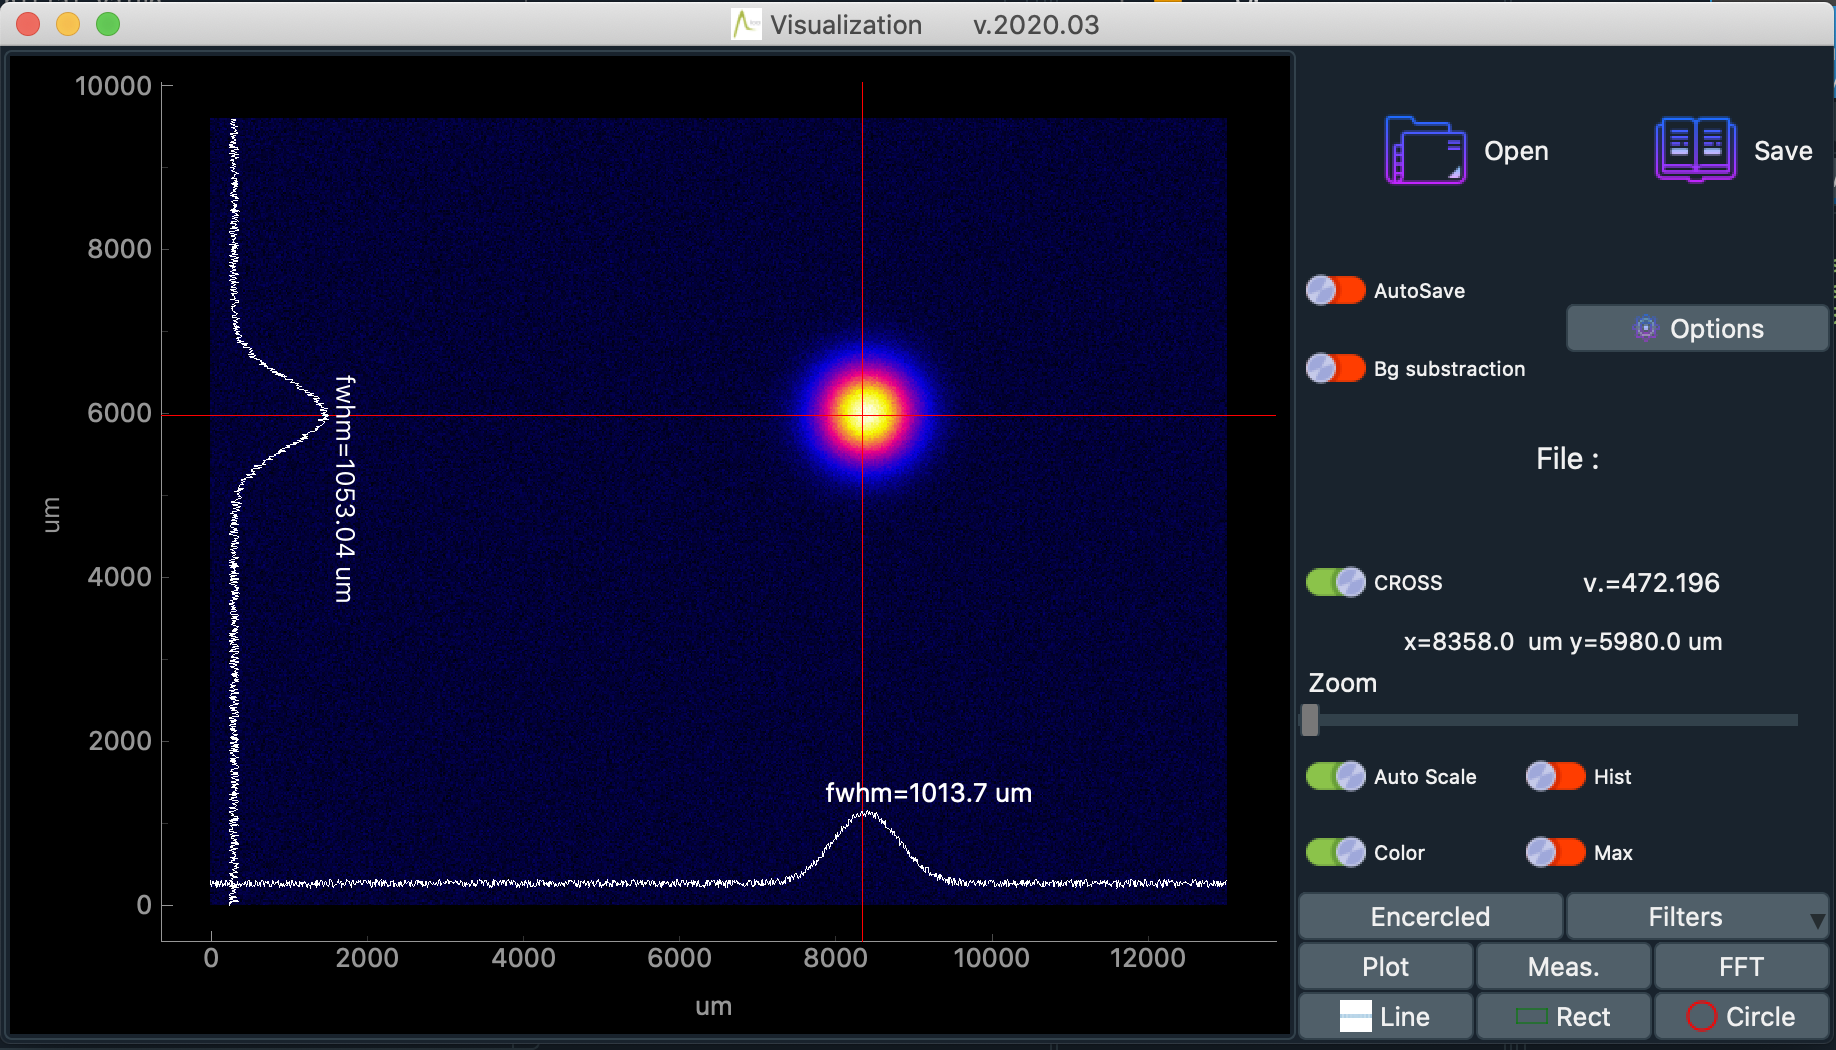 Visualization v.2020.03
10000
8000
6000
4000
2000
0
um
fwhm=1053.04 um
fwhm=1013.7 um
0 2000 4000 6000 8000 10000 12000
um
Open Save
AutoSave
Options
Bg substraction
File :
CROSS v.=472.196
x=8358.0 um y=5980.0 um
Zoom
Auto Scale Hist
Color Max
Encercled Filters
Plot Meas. FFT
Line Rect Circle